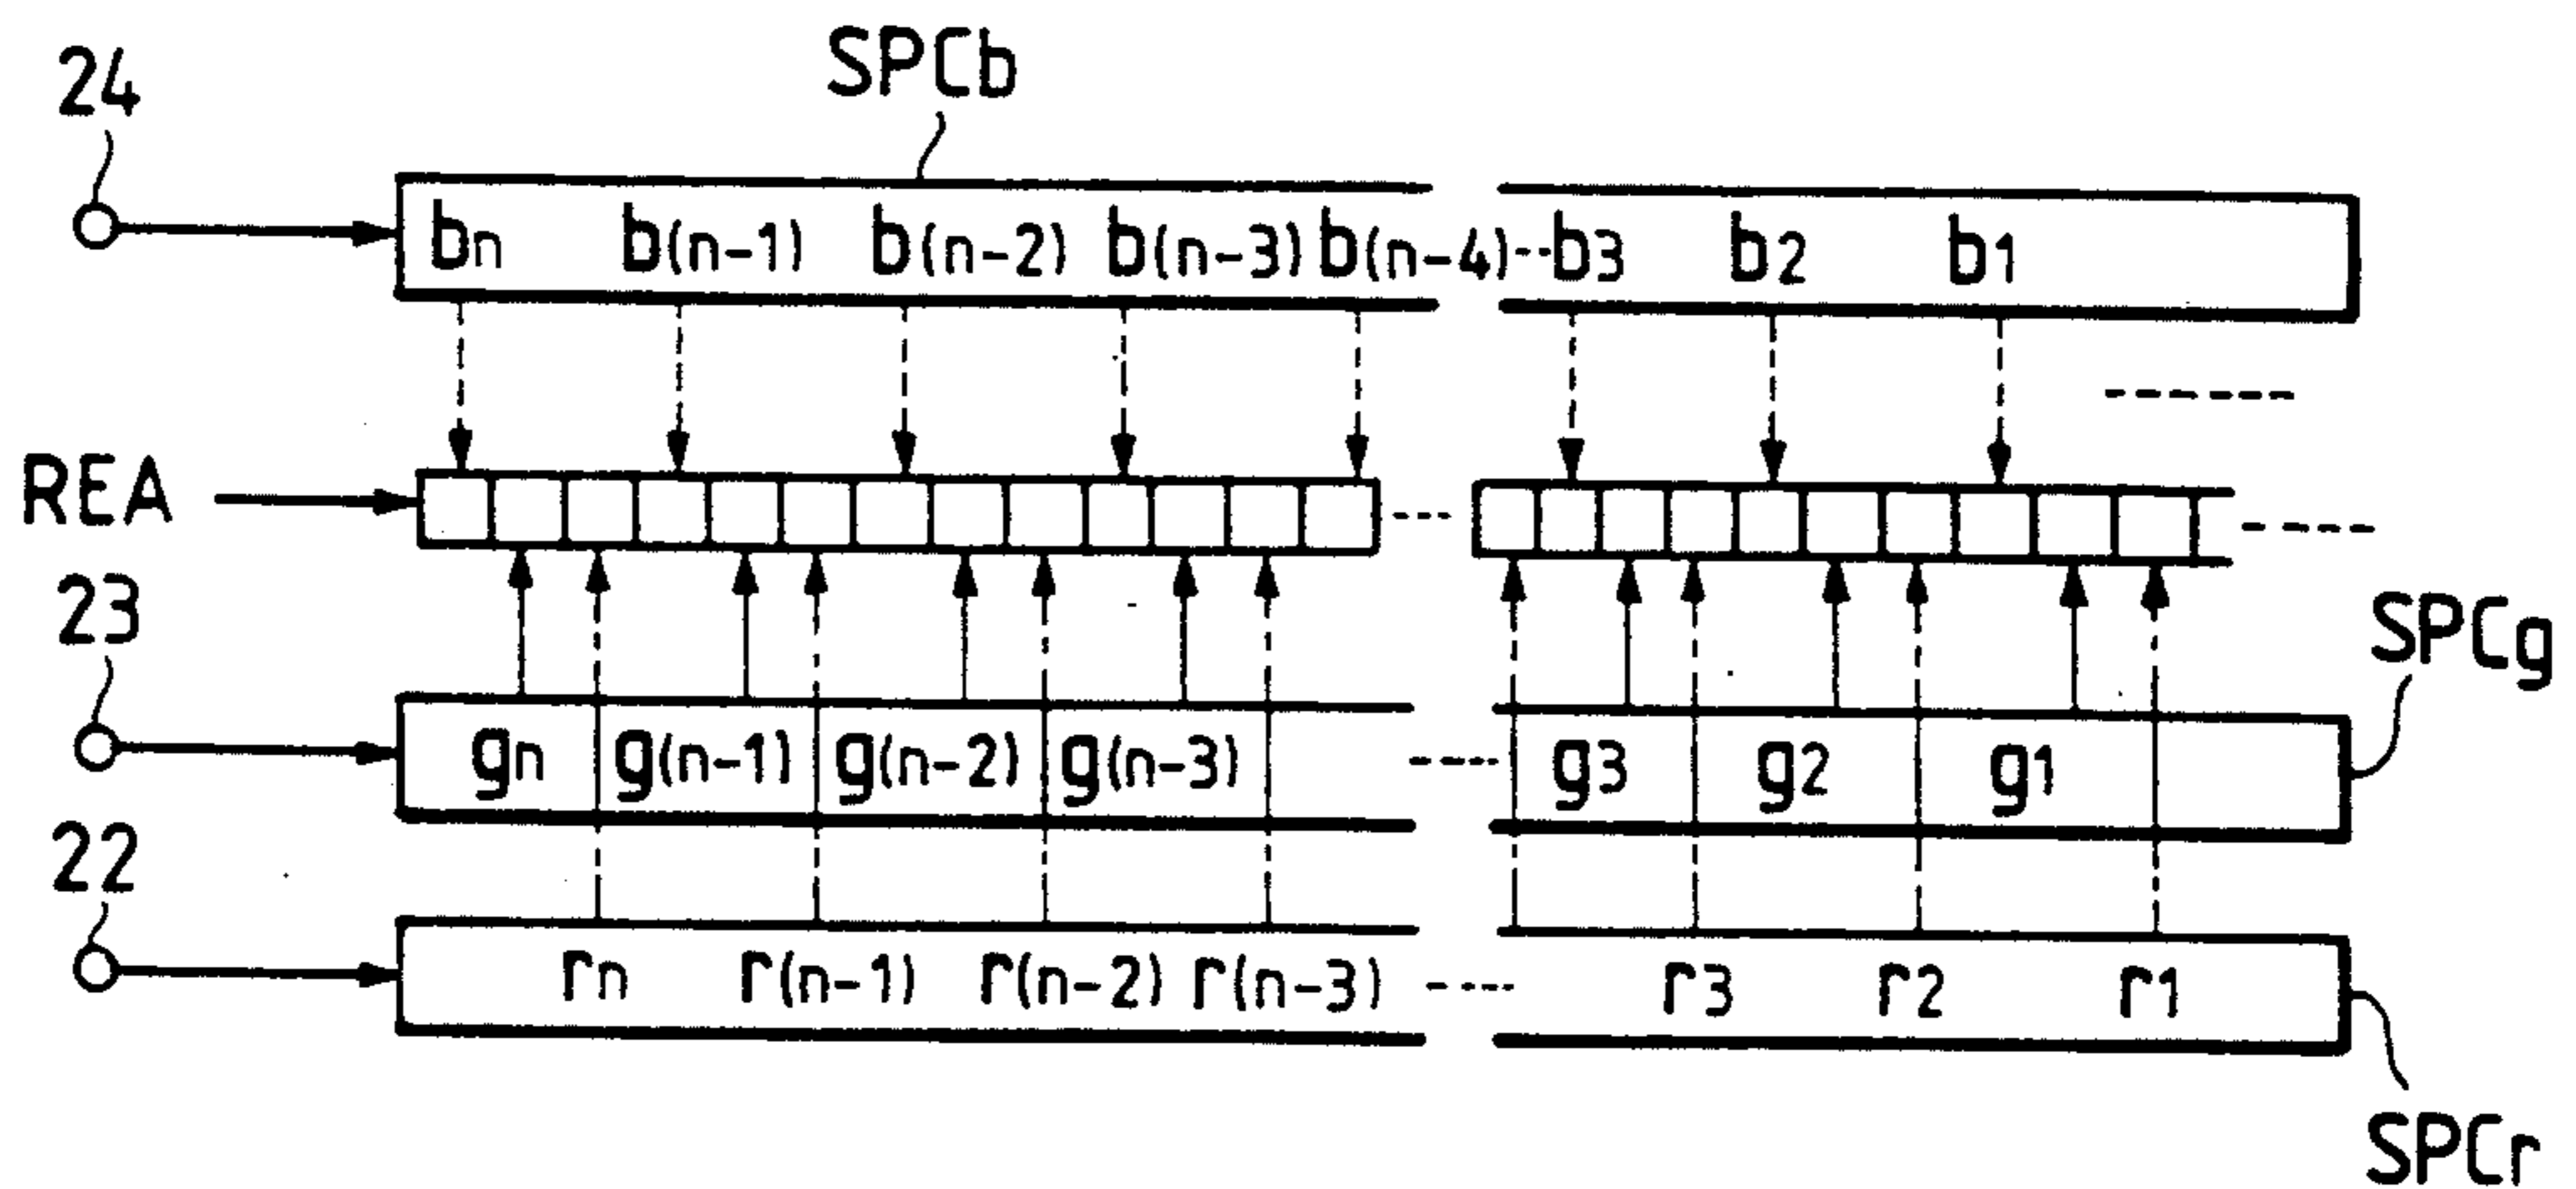 SPCb
24
bn b(n-1) b(n-2) b(n-3) b(n-4)--b3 b2 b1
REA
23
SPCg
gn g(n-1) g(n-2) g(n-3) ---- g3 g2 g1
22
rn r(n-1) r(n-2) r(n-3) ---- r3 r2 r1
SPCr